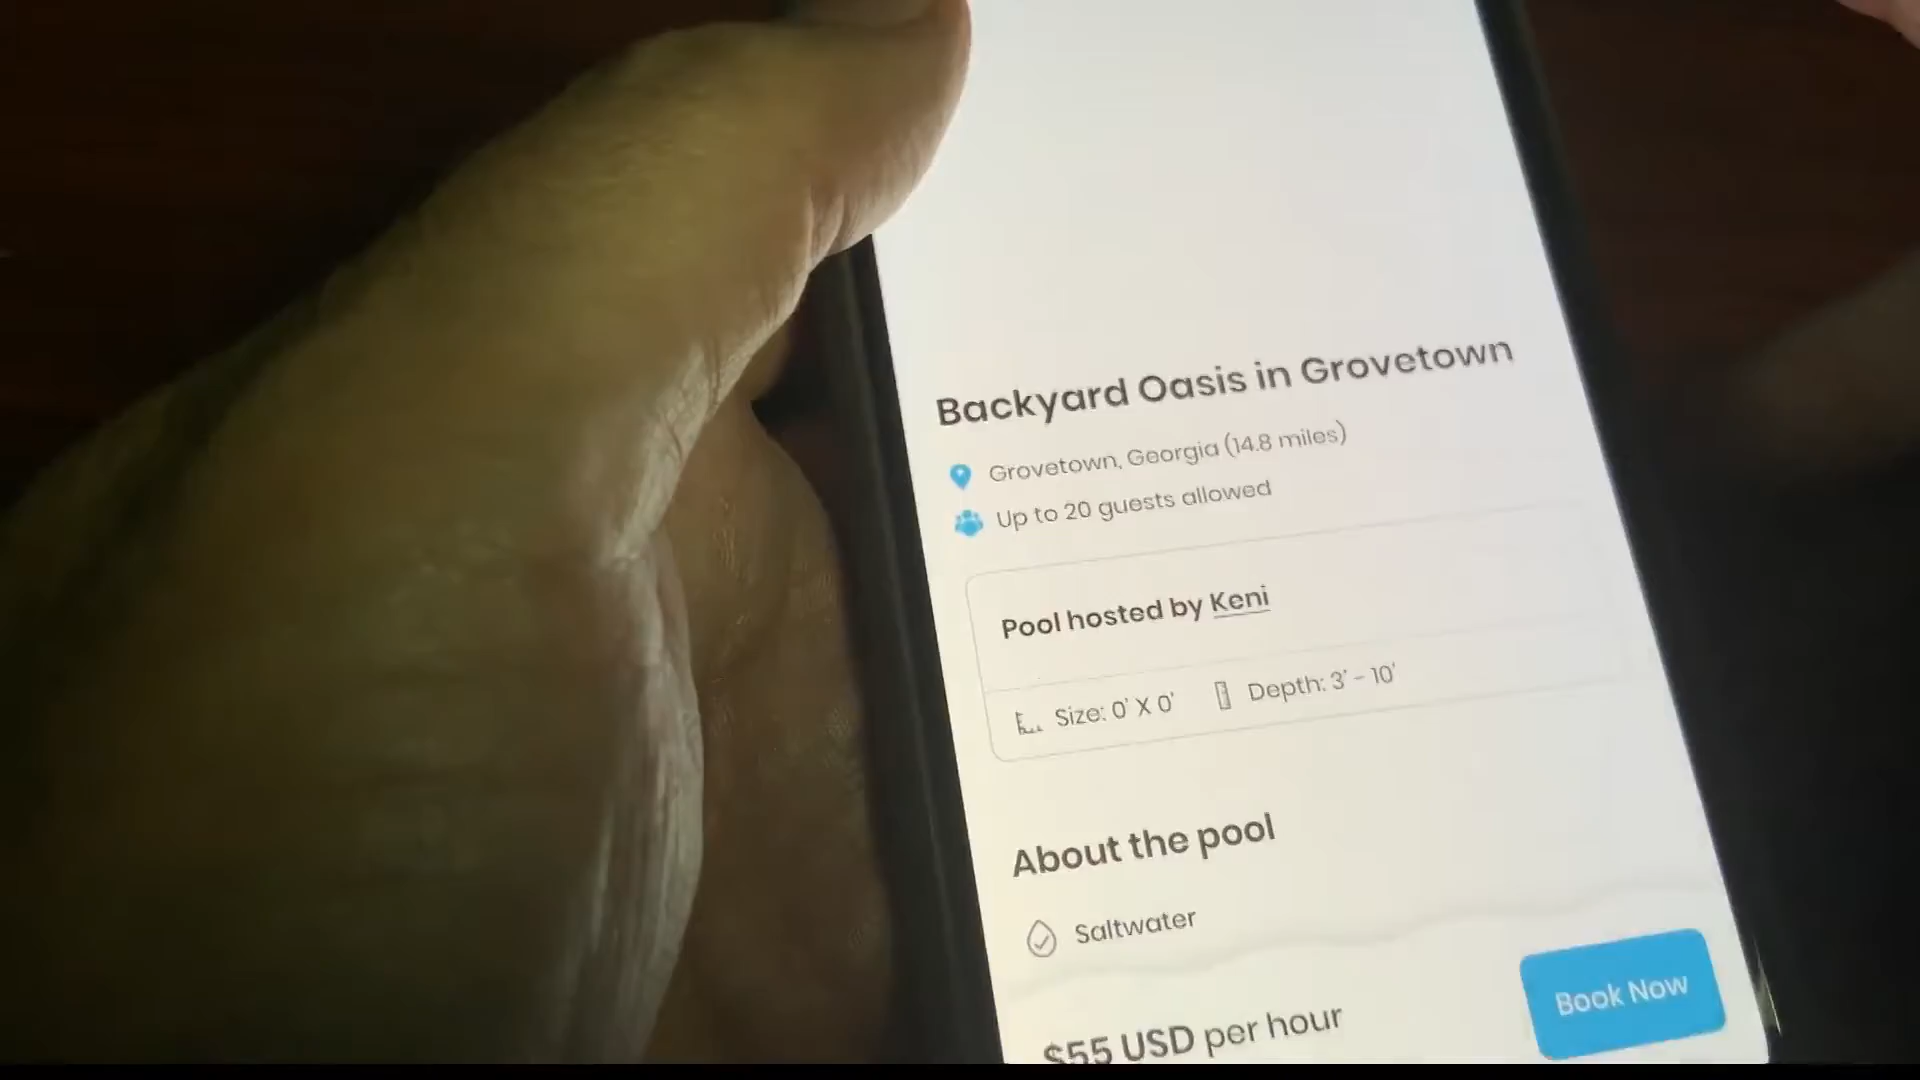 Backyard Oasis in Grovetown
Grovetown, Georgia (14.8 miles)
Up to 20 guests allowed
Pool hosted by Keni
Size: 0' X 0' Depth: 3' - 10'
About the pool
Saltwater
$55 USD per hour
Book Now